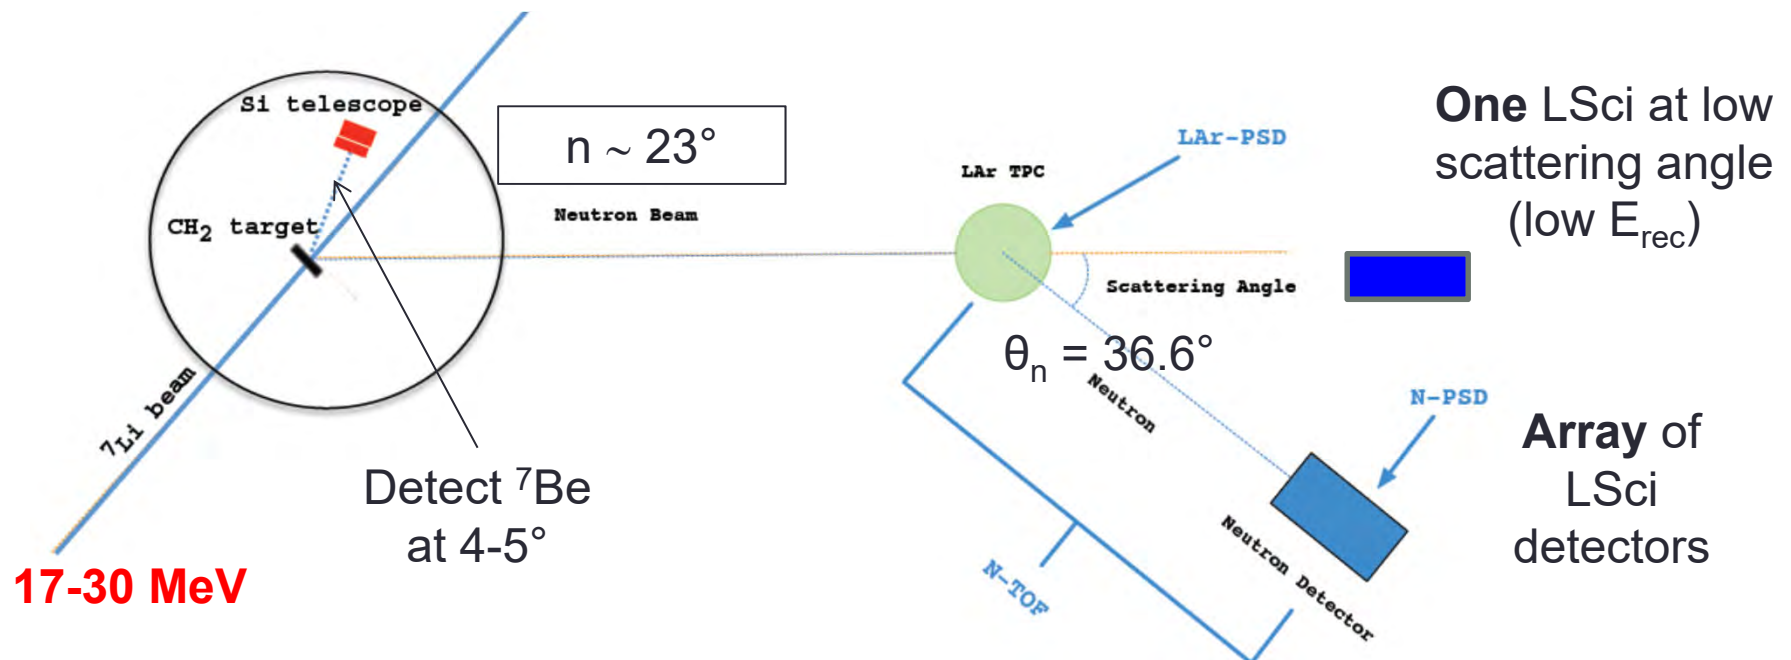 Si telescope
n ~ 23°
CH₂ target
Neutron Beam
⁷Li beam
17-30 MeV
Detect ⁷Be
at 4-5°
LAr TPC
LAr-PSD
Scattering Angle
θₙ = 36.6°
Neutron
N-TOF
N-PSD
Neutron Detector
One LSci at low
scattering angle
(low E_rec)
Array of
LSci
detectors